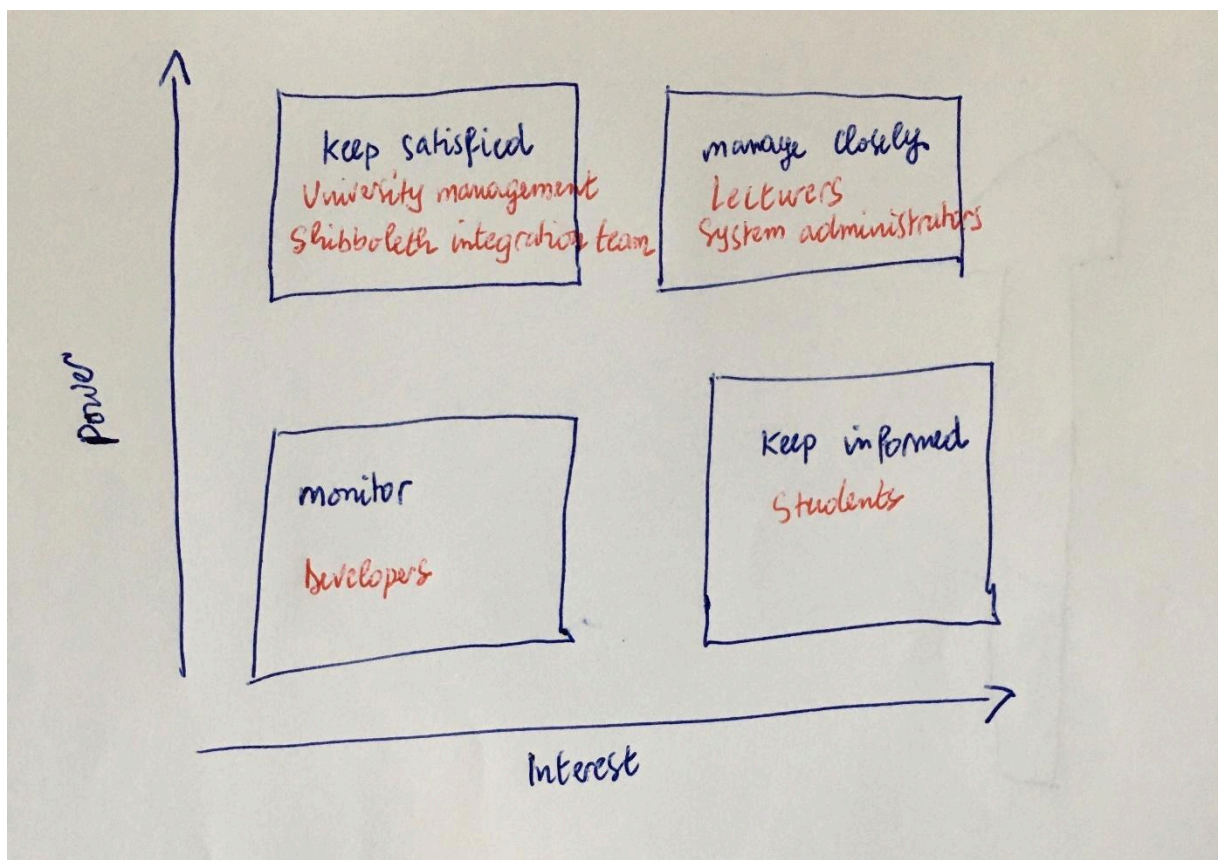 keep satisfied
University management
Shibboleth integration team
manage closely
Lecturers
System administrators
Power
monitor
Developers
Keep informed
Students
Interest